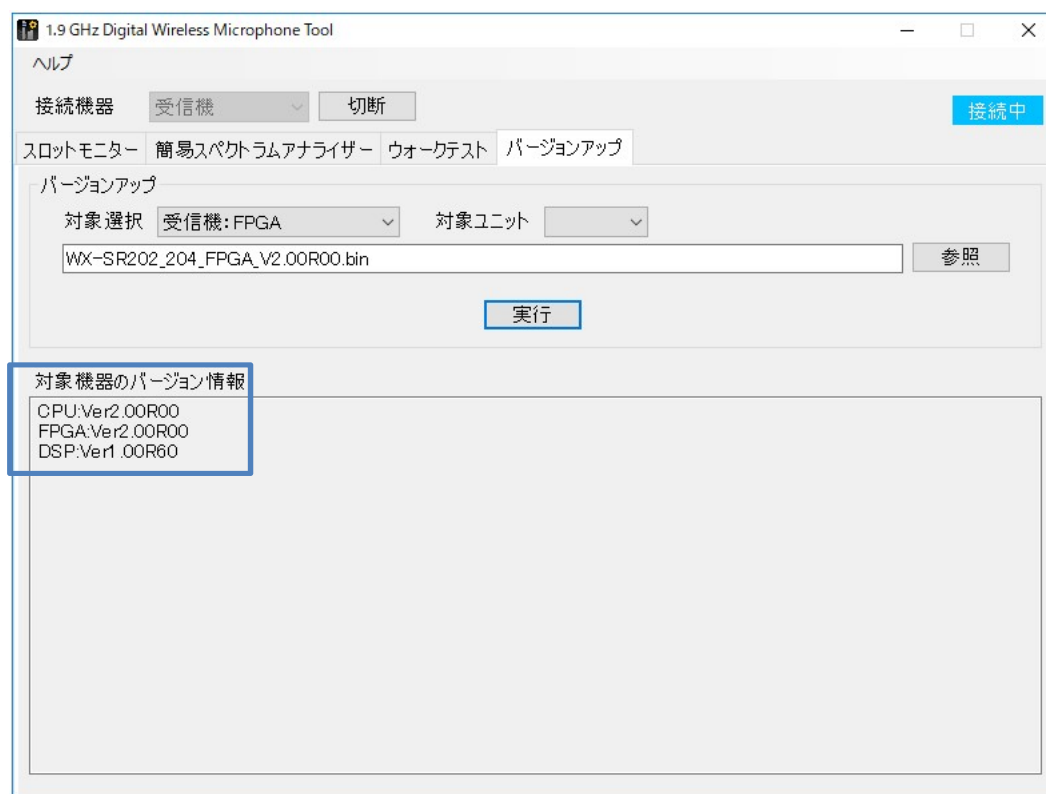 1.9 GHz Digital Wireless Microphone Tool
ヘルプ
接続機器 受信機 切断 接続中
スロットモニター 簡易スペクトラムアナライザー ウォークテスト バージョンアップ
バージョンアップ
対象選択 受信機：FPGA 対象ユニット
WX-SR202_204_FPGA_V2.00R00.bin 参照
実行
対象機器のバージョン情報
CPU:Ver2.00R00
FPGA:Ver2.00R00
DSP:Ver1.00R60